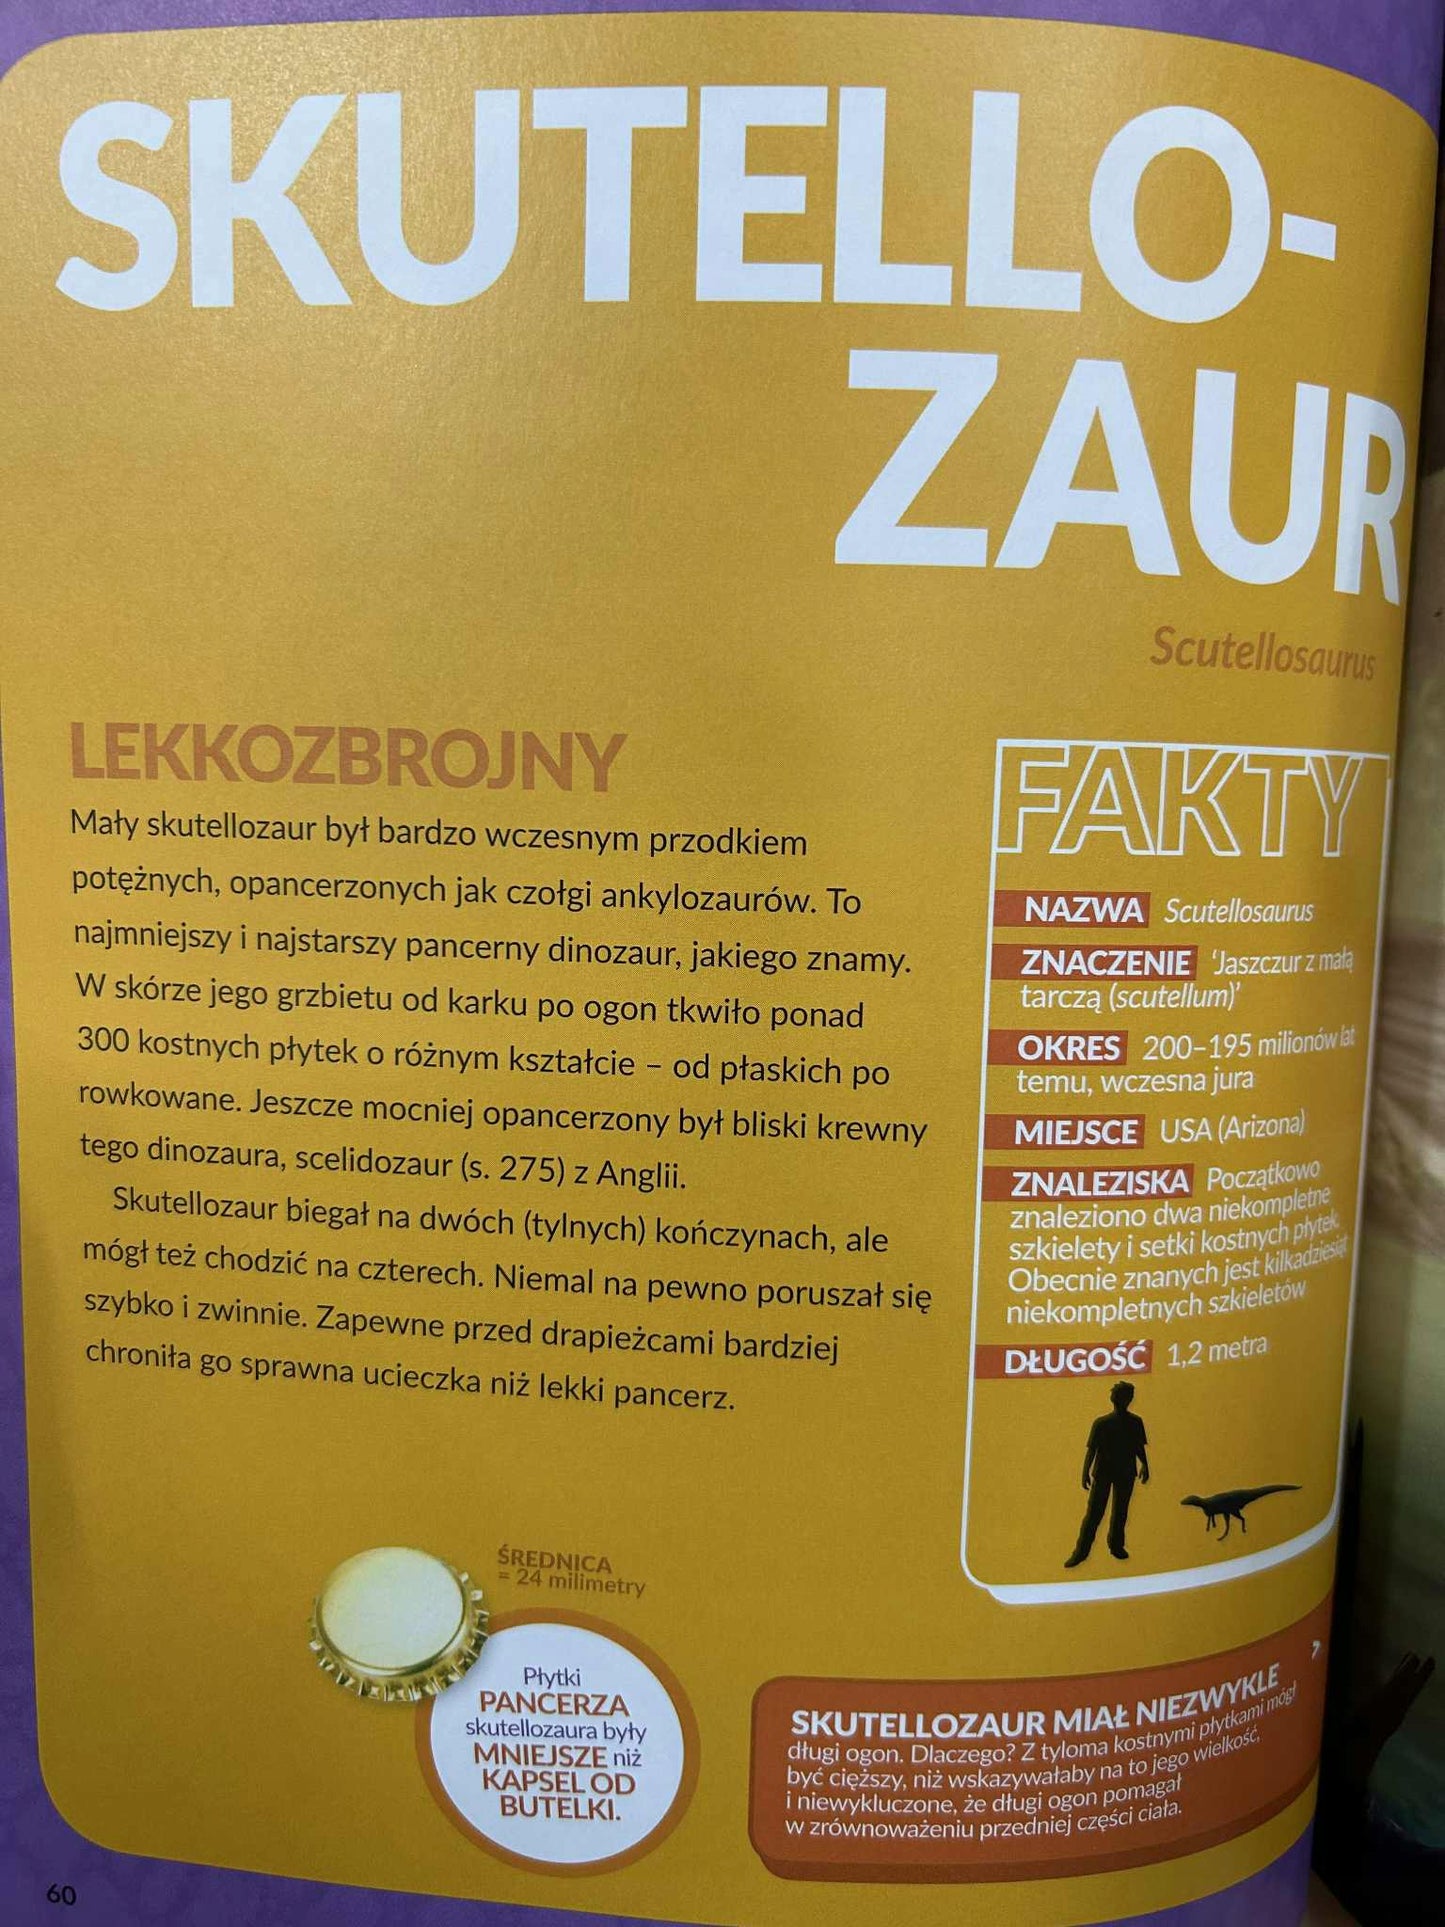 SKUTELLO-
ZAUR
Scutellosaurus
LEKKOZBROJNY
Mały skutellozaur był bardzo wczesnym przodkiem
potężnych, opancerzonych jak czołgi ankylozaurów. To
najmniejszy i najstarszy pancerny dinozaur, jakiego znamy.
W skórze jego grzbietu od karku po ogon tkwiło ponad
300 kostnych płytek o różnym kształcie – od płaskich po
rowkowane. Jeszcze mocniej opancerzony był bliski krewny
tego dinozaura, scelidozaur (s. 275) z Anglii.
Skutellozaur biegał na dwóch (tylnych) kończynach, ale
mógł też chodzić na czterech. Niemal na pewno poruszał się
szybko i zwinnie. Zapewne przed drapieżcami bardziej
chroniła go sprawna ucieczka niż lekki pancerz.
FAKTY
NAZWA Scutellosaurus
ZNACZENIE ‘Jaszczur z małą
tarczą (scutellum)’
OKRES 200–195 milionów lat
temu, wczesna jura
MIEJSCE USA (Arizona)
ZNALEZISKA Początkowo
znaleziono dwa niekompletne
szkielety i setki kostnych płytek.
Obecnie znanych jest kilkadziesiąt
niekompletnych szkieletów
DŁUGOŚĆ 1,2 metra
ŚREDNICA
= 24 milimetry
Płytki
PANCERZA
skutellozaura były
MNIEJSZE niż
KAPSEL OD
BUTELKI.
SKUTELLOZAUR MIAŁ NIEZWYKLE
długi ogon. Dlaczego? Z tyloma kostnymi płytkami mógł
być cięższy, niż wskazywałaby na to jego wielkość,
i niewykluczone, że długi ogon pomagał
w zrównoważeniu przedniej części ciała.
60